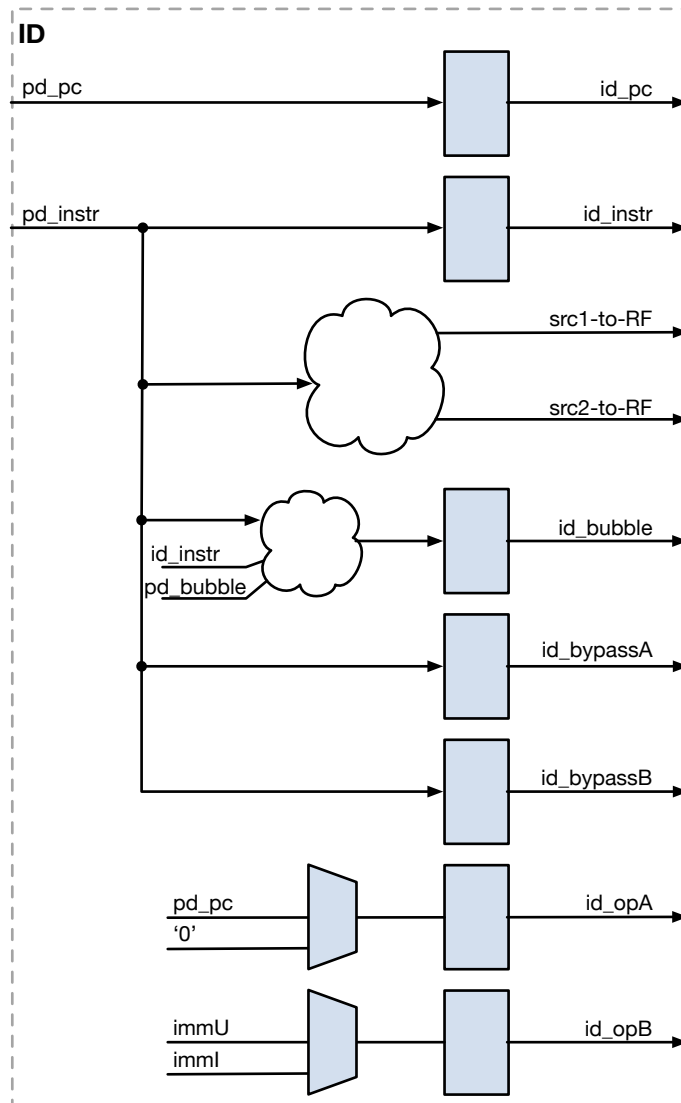 ID
pd_pc
id_pc
pd_instr
id_instr
src1-to-RF
src2-to-RF
id_bubble
id_instr
pd_bubble
id_bypassA
id_bypassB
pd_pc
id_opA
‘0’
immU
id_opB
immI